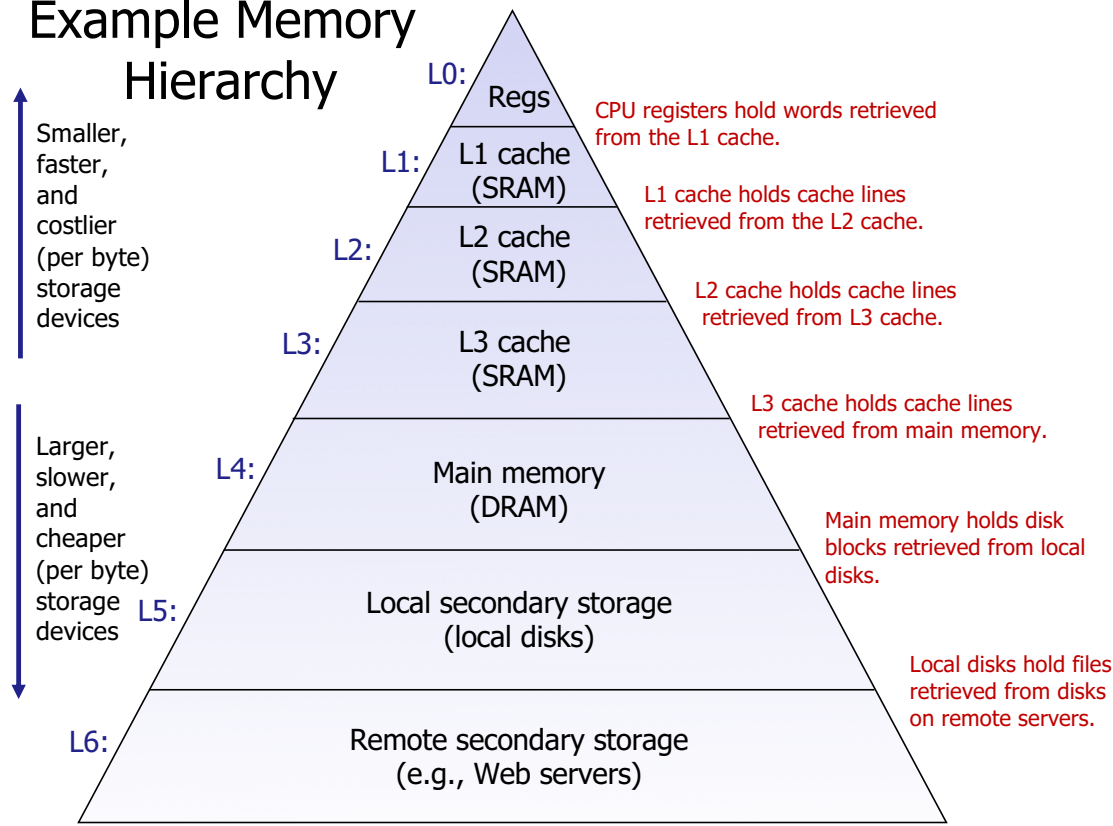 Example Memory
Hierarchy
Smaller,
faster,
and
costlier
(per byte)
storage
devices
Larger,
slower,
and
cheaper
(per byte)
storage
devices
L0:
Regs
CPU registers hold words retrieved
from the L1 cache.
L1:
L1 cache
(SRAM)
L1 cache holds cache lines
retrieved from the L2 cache.
L2:
L2 cache
(SRAM)
L2 cache holds cache lines
retrieved from L3 cache.
L3:
L3 cache
(SRAM)
L3 cache holds cache lines
retrieved from main memory.
L4:
Main memory
(DRAM)
Main memory holds disk
blocks retrieved from local
disks.
L5:
Local secondary storage
(local disks)
Local disks hold files
retrieved from disks
on remote servers.
L6:
Remote secondary storage
(e.g., Web servers)